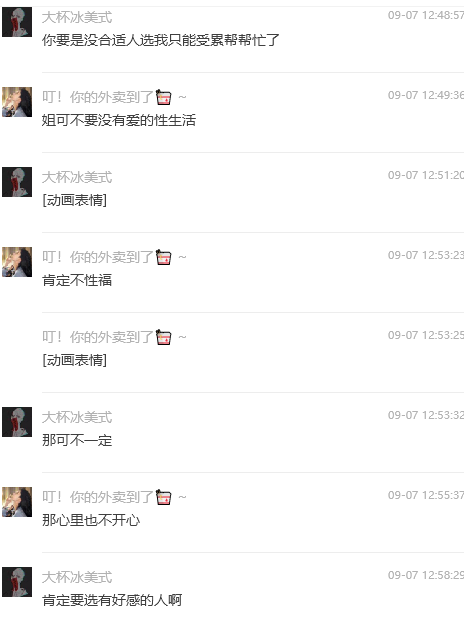 大杯冰美式 09-07 12:48:57
你要是没合适人选我只能受累帮帮忙了
叮！你的外卖到了 ~ 09-07 12:49:36
姐可不要没有爱的性生活
大杯冰美式 09-07 12:51:20
[动画表情]
叮！你的外卖到了 ~ 09-07 12:53:23
肯定不性福
叮！你的外卖到了 ~ 09-07 12:53:25
[动画表情]
大杯冰美式 09-07 12:53:32
那可不一定
叮！你的外卖到了 ~ 09-07 12:55:37
那心里也不开心
大杯冰美式 09-07 12:58:29
肯定要选有好感的人啊